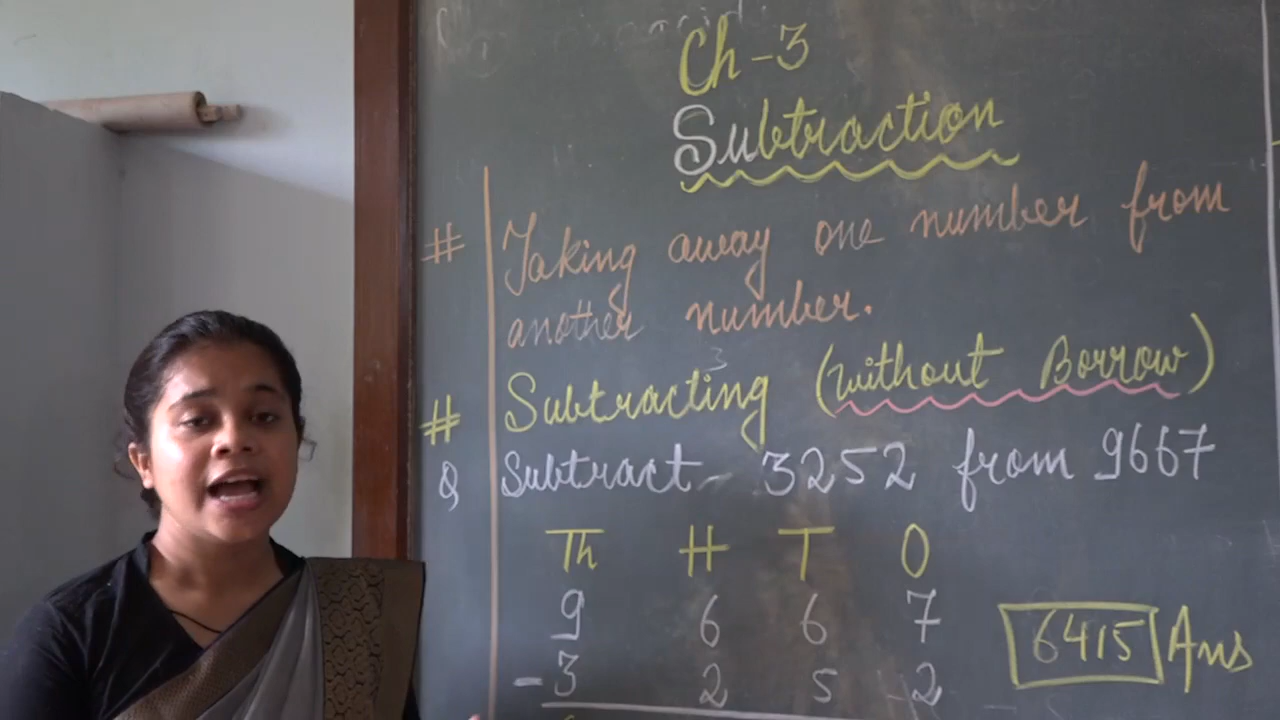 Ch-3
Subtraction
# Taking away one number from
another number.
# Subtracting (without Borrow)
Q Subtract - 3252 from 9667
Th H T O
9 6 6 7
-3 2 5 2
6415 Ans